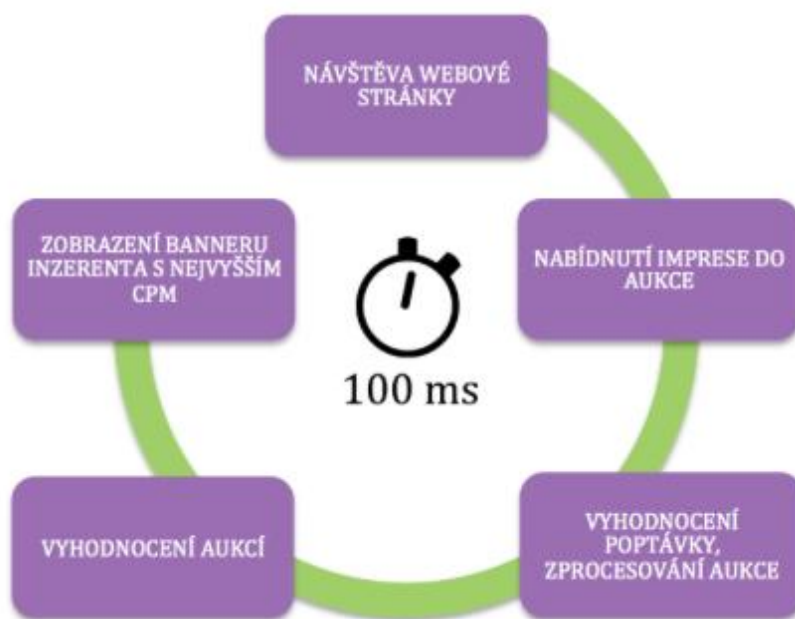 NÁVŠTĚVA WEBOVÉ
STRÁNKY
NABÍDNUTÍ IMPRESE DO
AUKCE
VYHODNOCENÍ
POPTÁVKY,
ZPROCESOVÁNÍ AUKCE
VYHODNOCENÍ AUKCÍ
ZOBRAZENÍ BANNERU
INZERENTA S NEJVYŠŠÍM
CPM
100 ms